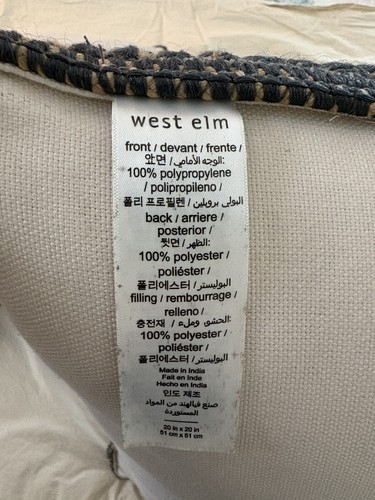 west elm
front / devant / frente /
앞면 / الوجه الأمامي:
100% polypropylene
/ polipropileno /
폴리 프로필렌 / البولي بروبلين
back / arriere /
posterior /
뒷면 / الظهر:
100% polyester /
poliéster /
폴리에스터 / البوليستر
filling / rembourrage /
relleno /
충전재 / الحشو وملء:
100% polyester /
poliéster /
폴리에스터 / البوليستر
Made in India
Fait en Inde
Hecho en India
인도 제조
صنع فيالهند من المواد
المستوردة
20 in x 20 in
51 cm x 51 cm